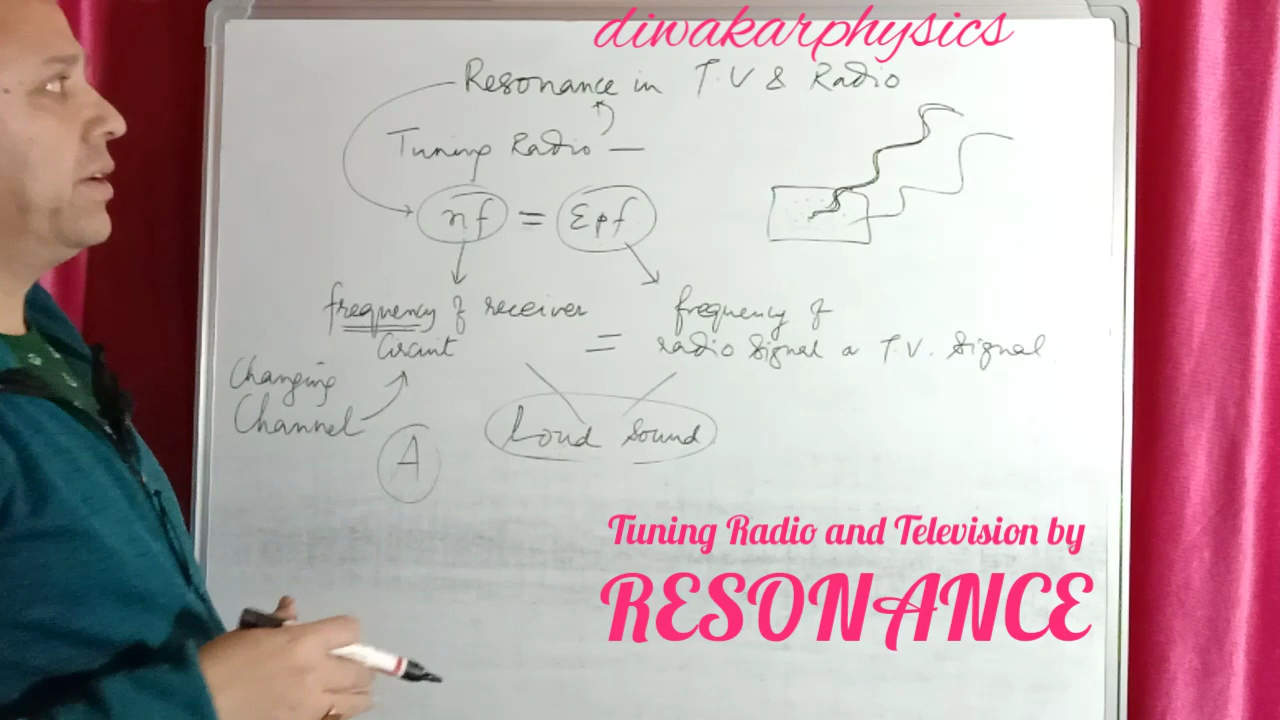 diwakarphysics
Resonance in T.V & Radio
Tuning Radio —
nf = Epf
frequency of receiver
Circuit
= frequency of
radio Signal or T.V. Signal
Changing
Channel
A
Loud Sound
Tuning Radio and Television by
RESONANCE